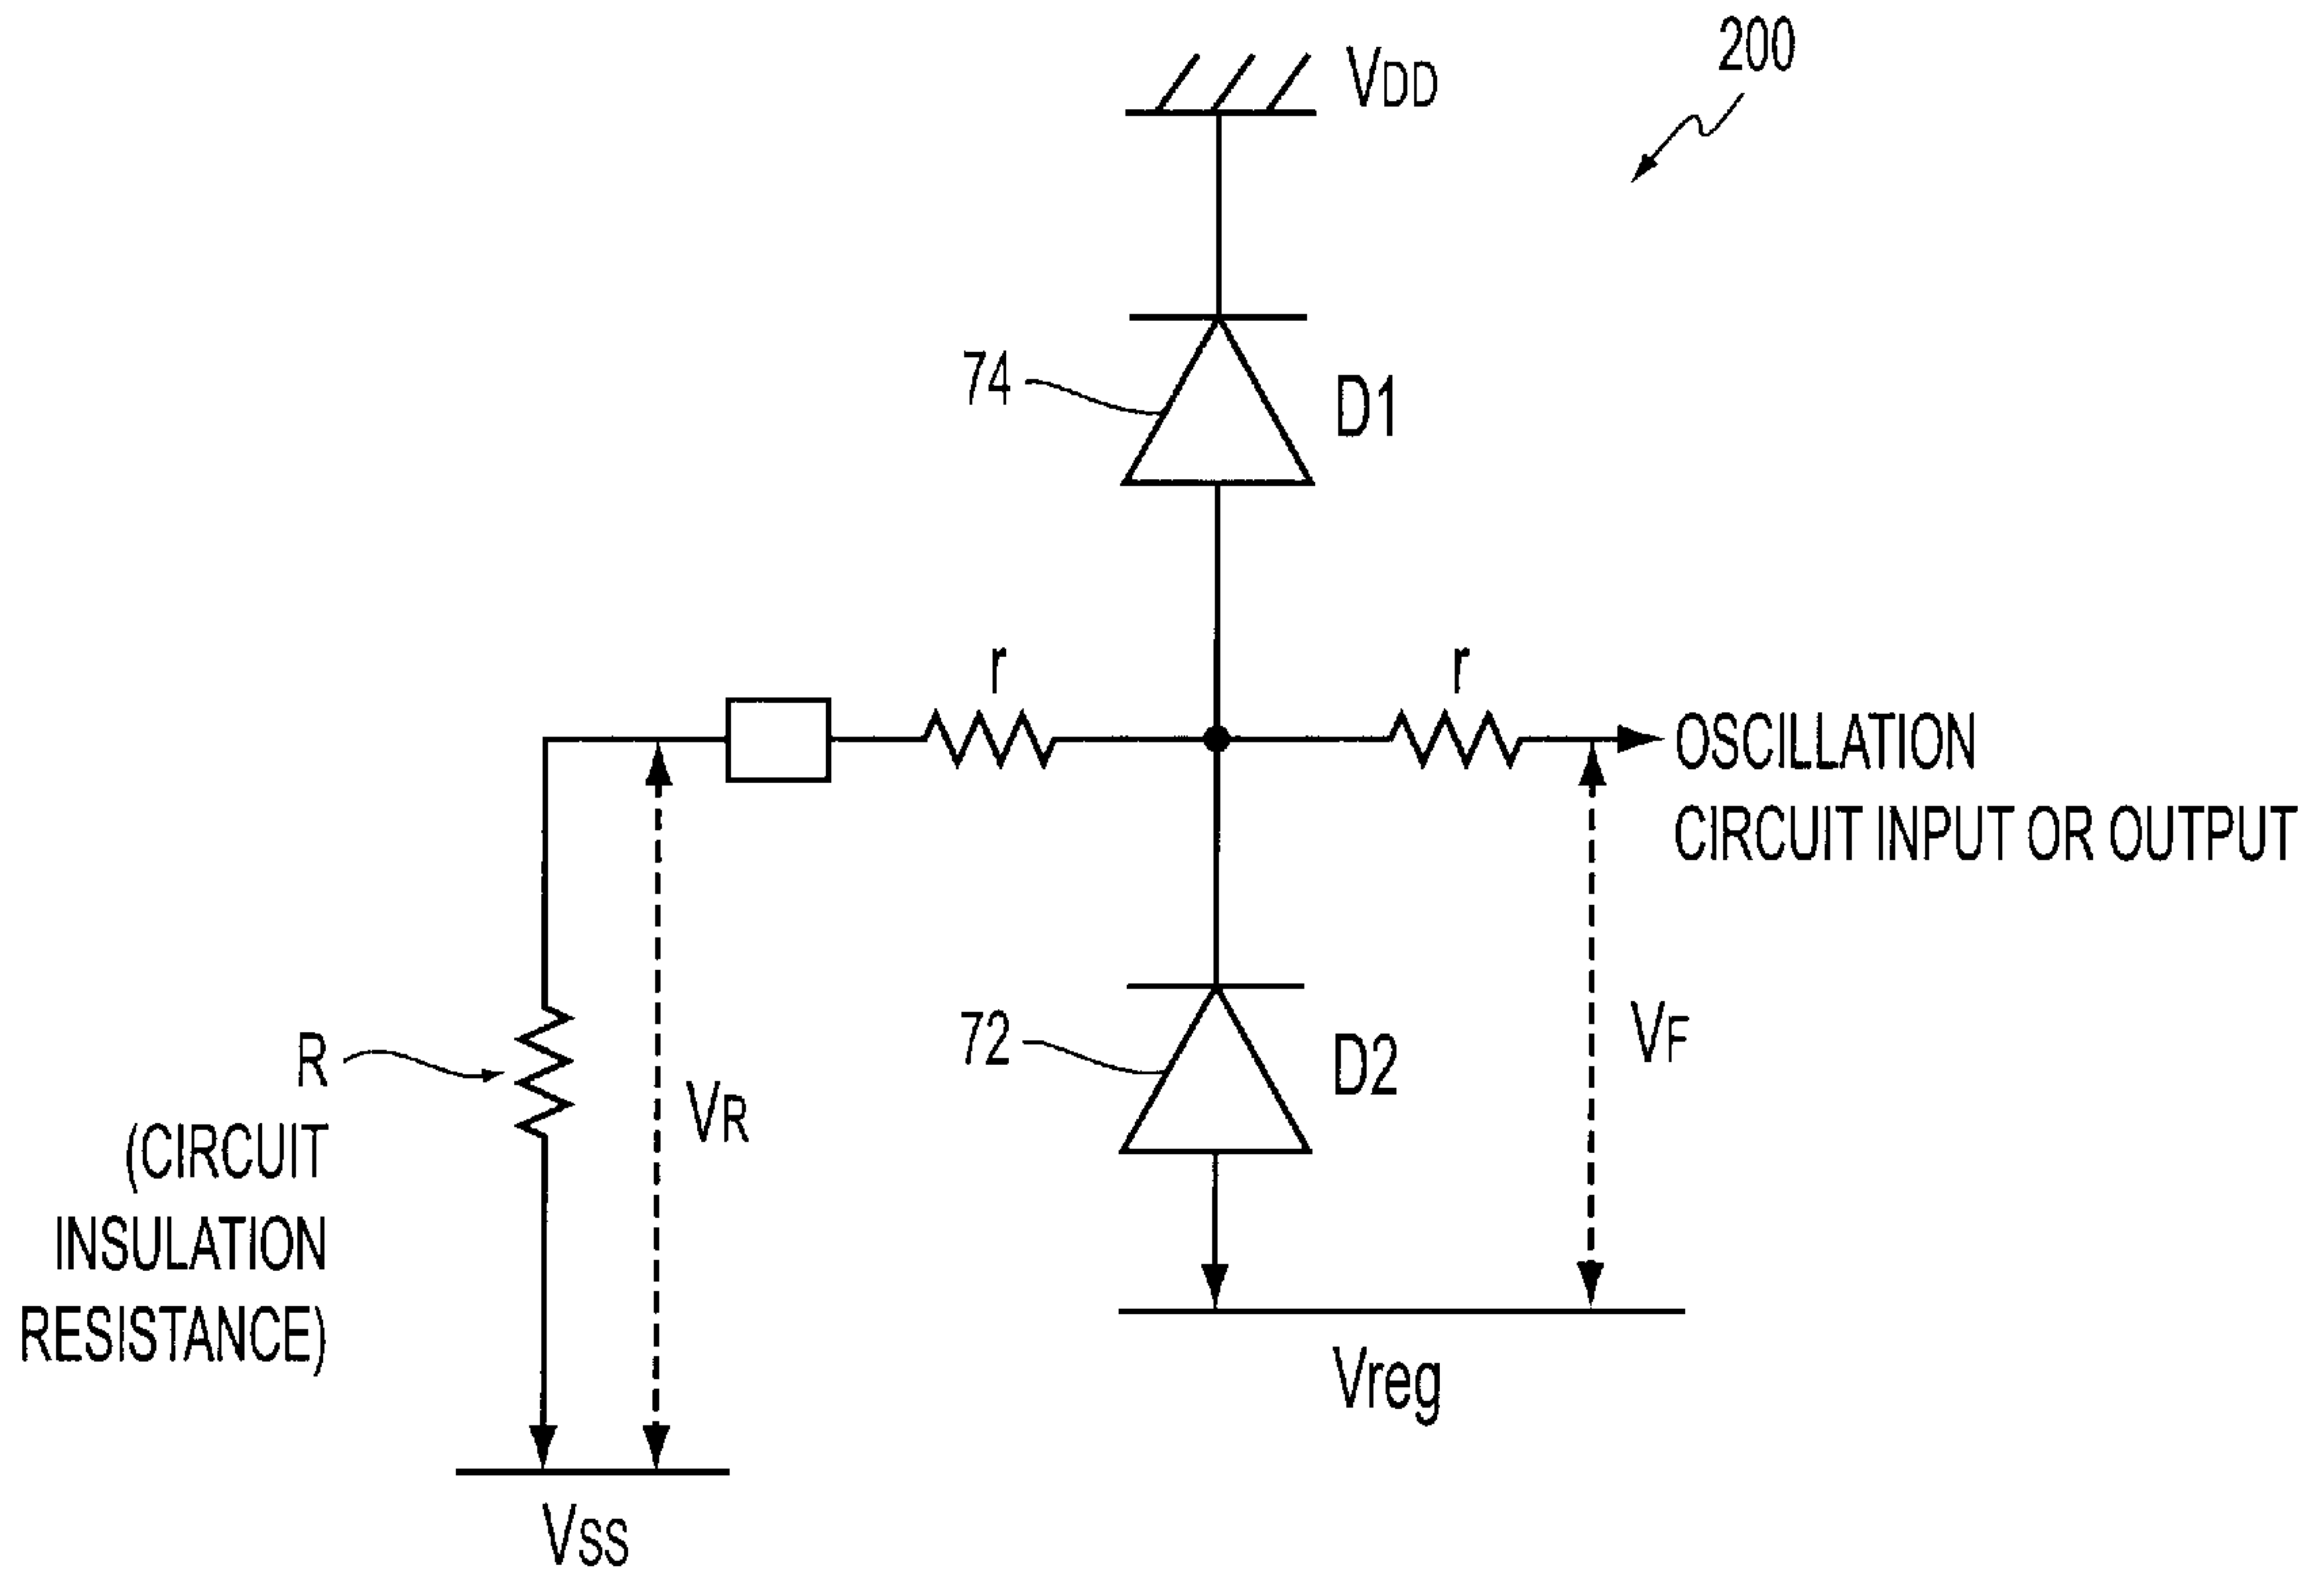 200
VDD
74
D1
r
r
OSCILLATION
CIRCUIT INPUT OR OUTPUT
72
D2
VF
R
(CIRCUIT
INSULATION
RESISTANCE)
VR
Vreg
VSS